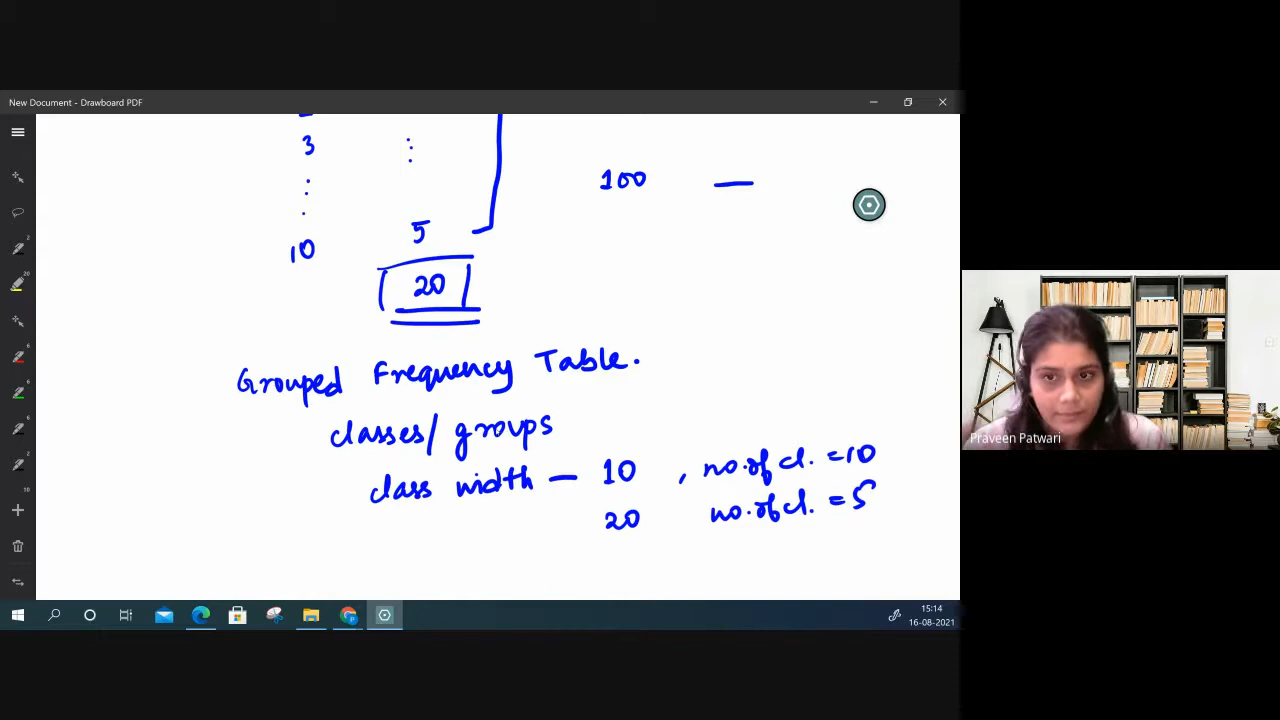 New Document - Drawboard PDF
3 ⋮
100 —
⋮
5
10
20
Grouped Frequency Table.
classes/groups
class width — 10 , no.of cl. = 10
20 no.of cl. = 5
Praveen Patwari
15:14
16-08-2021